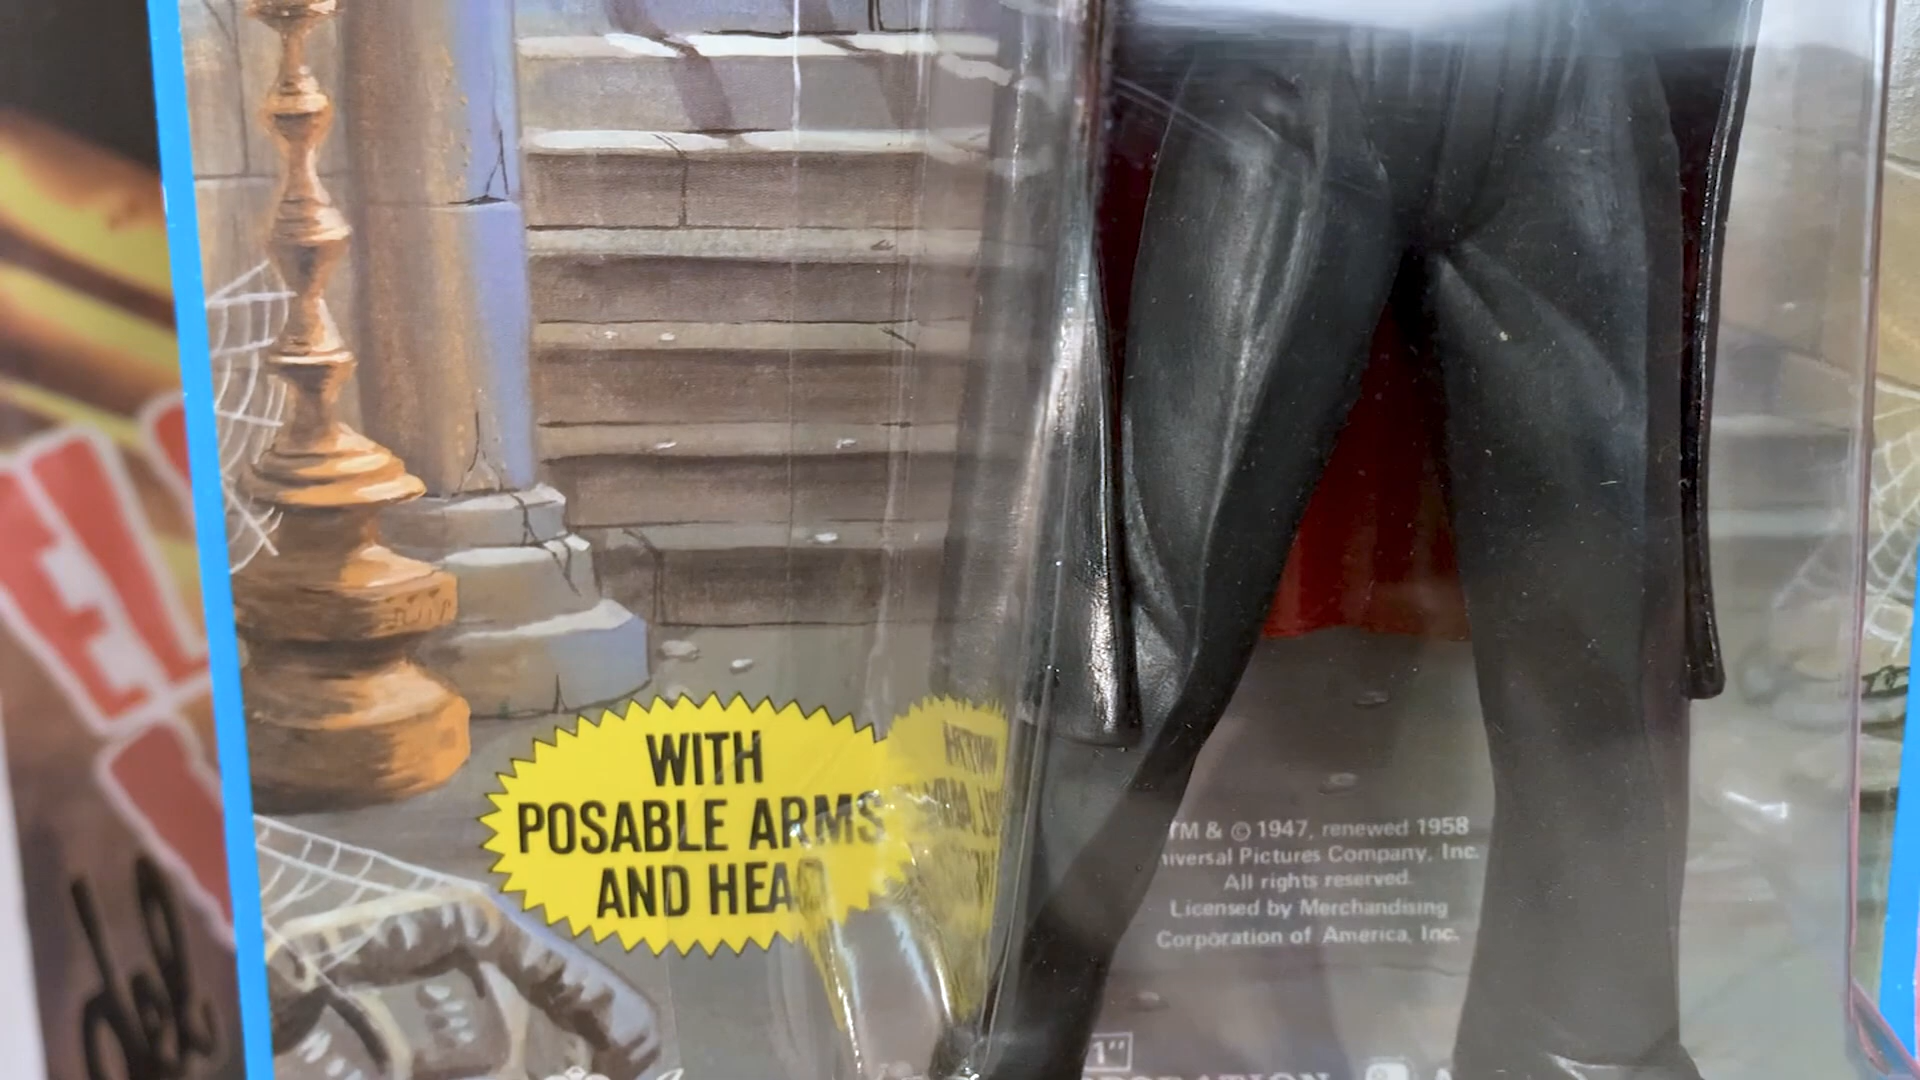 WITH
POSABLE ARMS
AND HEAD
TM & © 1947, renewed 1958
Universal Pictures Company, Inc.
All rights reserved.
Licensed by Merchandising
Corporation of America, Inc.